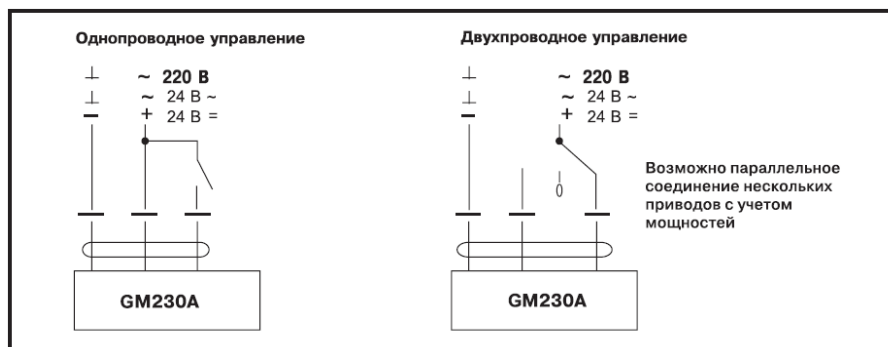 Однопроводное управление
⊥ ~ 220 В
⊥ ~ 24 В ~
− + 24 В =
GM230A
Двухпроводное управление
⊥ ~ 220 В
⊥ ~ 24 В ~
− + 24 В =
0
Возможно параллельное
соединение нескольких
приводов с учетом
мощностей
GM230A